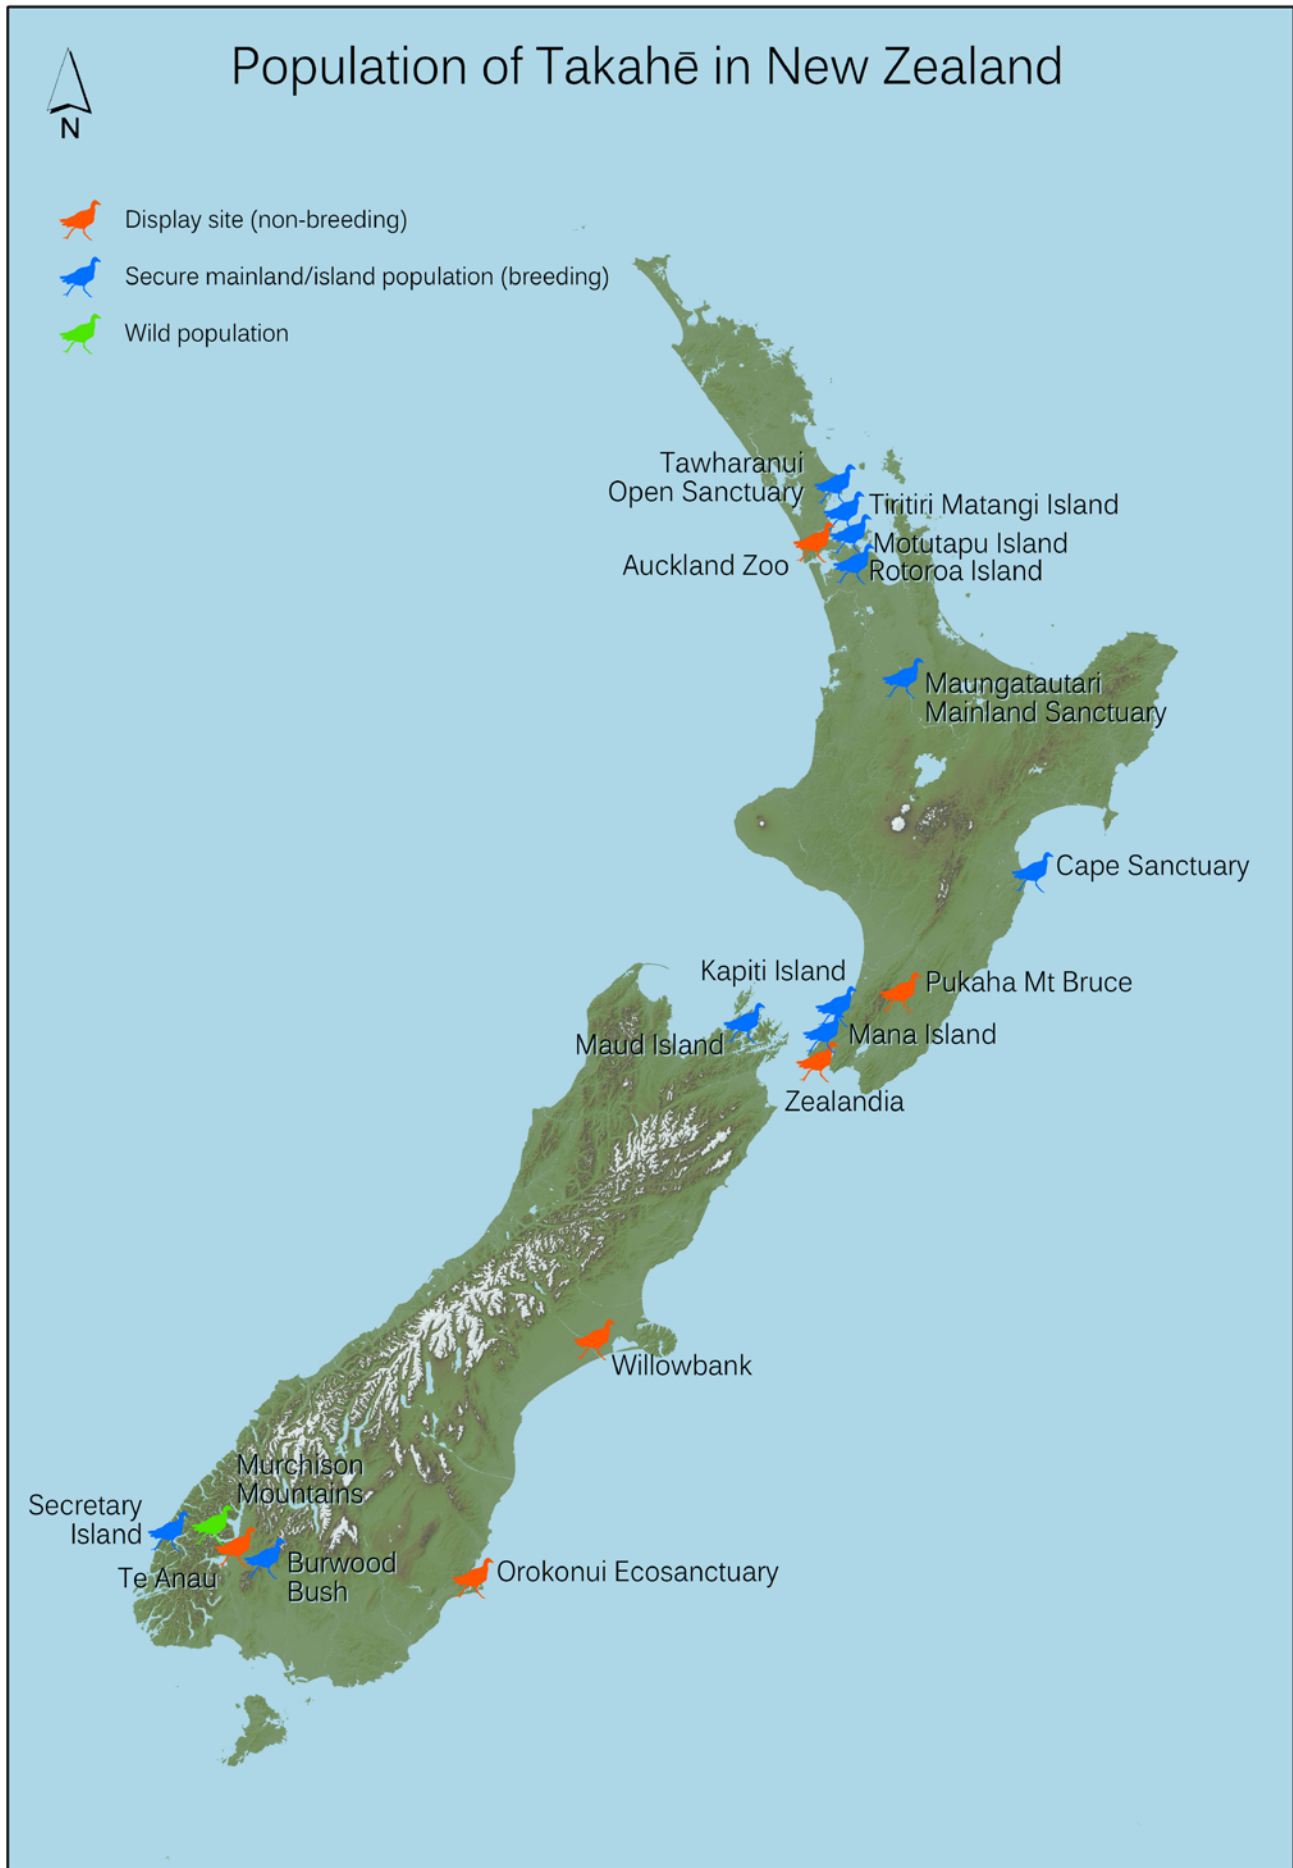 Population of Takahē in New Zealand
N
Display site (non-breeding)
Secure mainland/island population (breeding)
Wild population
Tawharanui
Open Sanctuary
Tiritiri Matangi Island
Motutapu Island
Auckland Zoo
Rotoroa Island
Maungatautari
Mainland Sanctuary
Cape Sanctuary
Kapiti Island
Pukaha Mt Bruce
Mana Island
Maud Island
Zealandia
Willowbank
Murchison
Mountains
Secretary
Island
Te Anau
Burwood
Bush
Orokonui Ecosanctuary